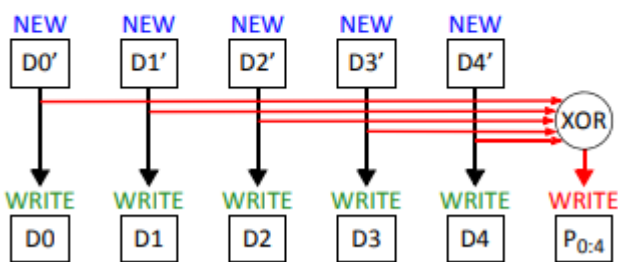 NEW NEW NEW NEW NEW
D0’ D1’ D2’ D3’ D4’
XOR
WRITE WRITE WRITE WRITE WRITE WRITE
D0 D1 D2 D3 D4 P0:4